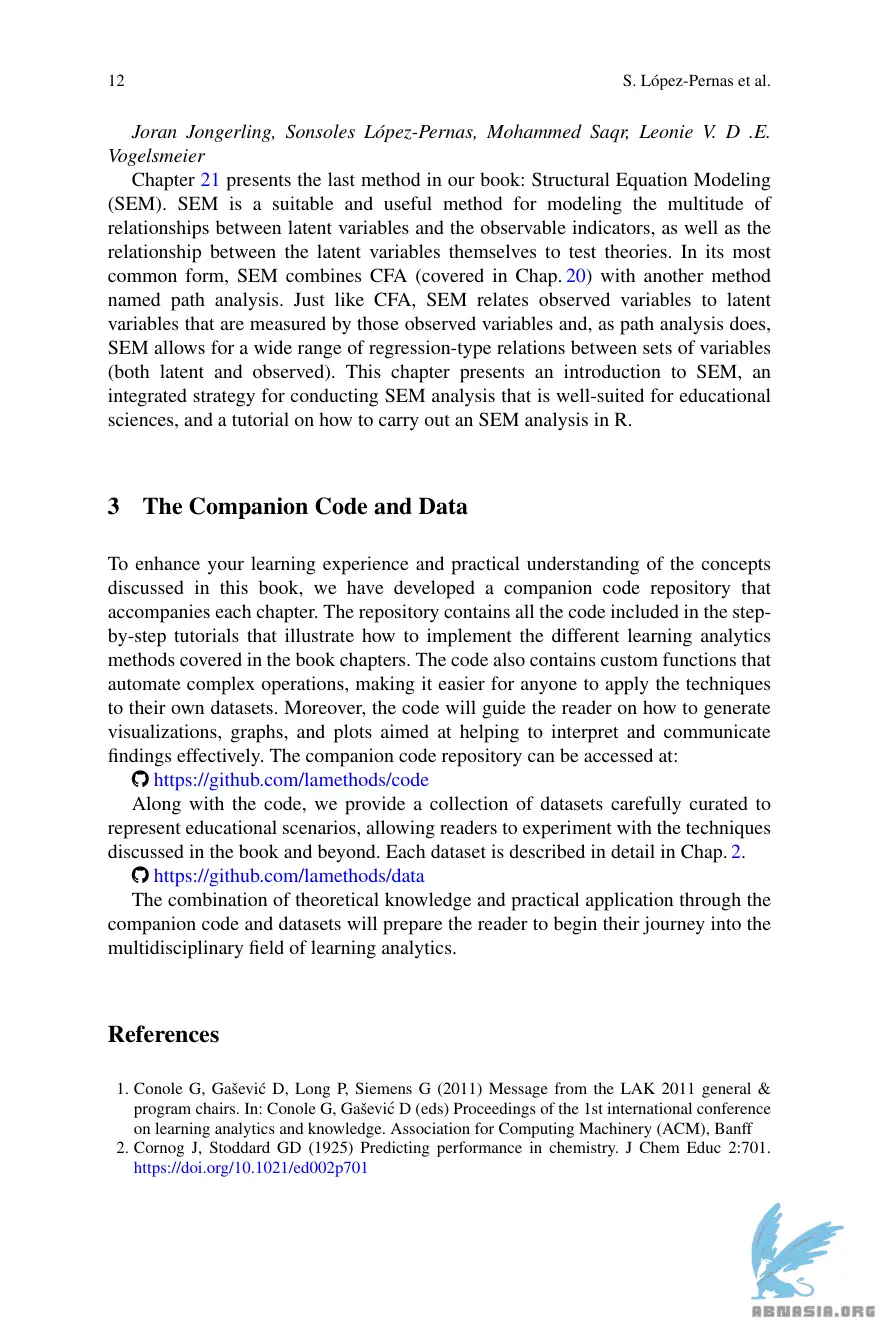 12
S. López-Pernas et al.
Joran Jongerling, Sonsoles López-Pernas, Mohammed Saqr, Leonie V. D .E.
Vogelsmeier
Chapter 21 presents the last method in our book: Structural Equation Modeling
(SEM). SEM is a suitable and useful method for modeling the multitude of
relationships between latent variables and the observable indicators, as well as the
relationship between the latent variables themselves to test theories. In its most
common form, SEM combines CFA (covered in Chap. 20) with another method
named path analysis. Just like CFA, SEM relates observed variables to latent
variables that are measured by those observed variables and, as path analysis does,
SEM allows for a wide range of regression-type relations between sets of variables
(both latent and observed). This chapter presents an introduction to SEM, an
integrated strategy for conducting SEM analysis that is well-suited for educational
sciences, and a tutorial on how to carry out an SEM analysis in R.
3 The Companion Code and Data
To enhance your learning experience and practical understanding of the concepts
discussed in this book, we have developed a companion code repository that
accompanies each chapter. The repository contains all the code included in the step-
by-step tutorials that illustrate how to implement the different learning analytics
methods covered in the book chapters. The code also contains custom functions that
automate complex operations, making it easier for anyone to apply the techniques
to their own datasets. Moreover, the code will guide the reader on how to generate
visualizations, graphs, and plots aimed at helping to interpret and communicate
findings effectively. The companion code repository can be accessed at:
https://github.com/lamethods/code
Along with the code, we provide a collection of datasets carefully curated to
represent educational scenarios, allowing readers to experiment with the techniques
discussed in the book and beyond. Each dataset is described in detail in Chap. 2.
https://github.com/lamethods/data
The combination of theoretical knowledge and practical application through the
companion code and datasets will prepare the reader to begin their journey into the
multidisciplinary field of learning analytics.
References
1. Conole G, Gašević D, Long P, Siemens G (2011) Message from the LAK 2011 general &
program chairs. In: Conole G, Gašević D (eds) Proceedings of the 1st international conference
on learning analytics and knowledge. Association for Computing Machinery (ACM), Banff
2. Cornog J, Stoddard GD (1925) Predicting performance in chemistry. J Chem Educ 2:701.
https://doi.org/10.1021/ed002p701
ABNASIA.ORG